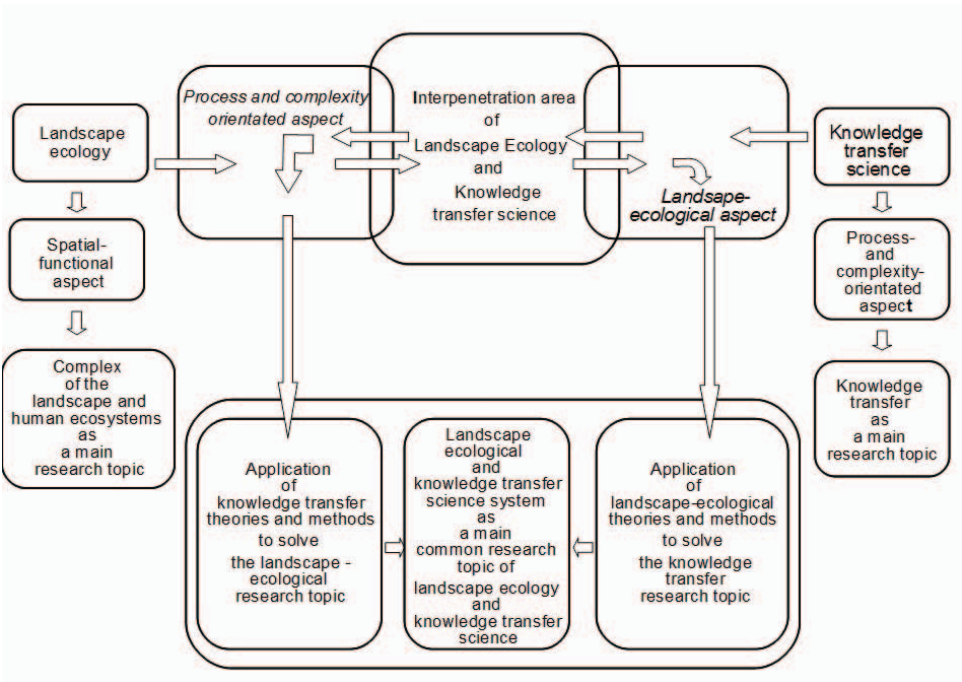 Landscape
ecology
Spatial-
functional
aspect
Complex
of the
landscape and
human ecosystems
as
a main
research topic
Process and complexity
orientated aspect
Interpenetration area
of
Landscape Ecology
and
Knowledge
transfer science
Landsape-
ecological aspect
Knowledge
transfer
science
Process-
and
complexity-
orientated
aspect
Knowledge
transfer
as
a main
research topic
Application
of
knowledge transfer
theories and methods
to solve
the landscape -
ecological
research topic
Landscape
ecological
and
knowledge transfer
science system
as
a main
common research
topic of
landscape ecology
and
knowledge transfer
science
Application
of
landscape-ecological
theories and methods
to solve
the knowledge
transfer
research topic